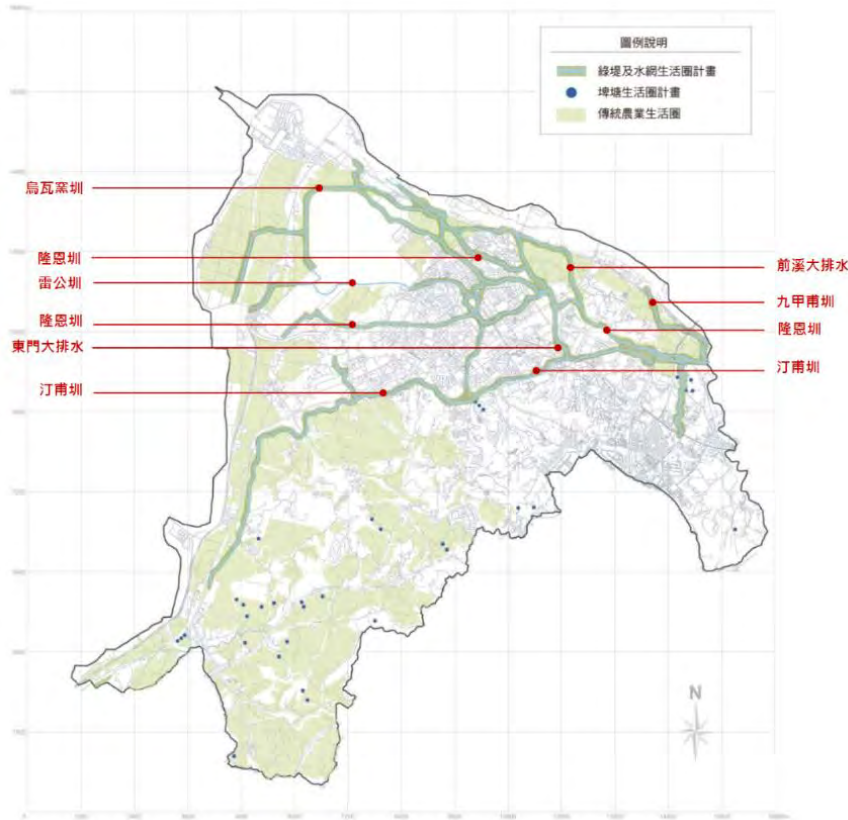 圖例說明
綠堤及水網生活圈計畫
埤塘生活圈計畫
傳統農業生活圈
烏瓦窯圳
隆恩圳
雷公圳
隆恩圳
東門大排水
汀甫圳
前溪大排水
九甲甫圳
隆恩圳
汀甫圳
N